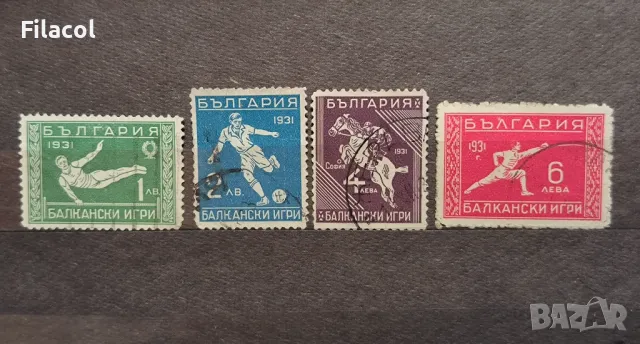 Filacol
БЪЛГАРИЯ
1931
1 ЛВ.
БАЛКАНСКИ ИГРИ
БЪЛГАРИЯ
1931
2 ЛВ.
БАЛКАНСКИ ИГРИ
БЪЛГАРИЯ
София
1931
ЛЕВА
БАЛКАНСКИ ИГРИ
БЪЛГАРИЯ
1931
г.
6
ЛЕВА
БАЛКАНСКИ ИГРИ
BAZAR